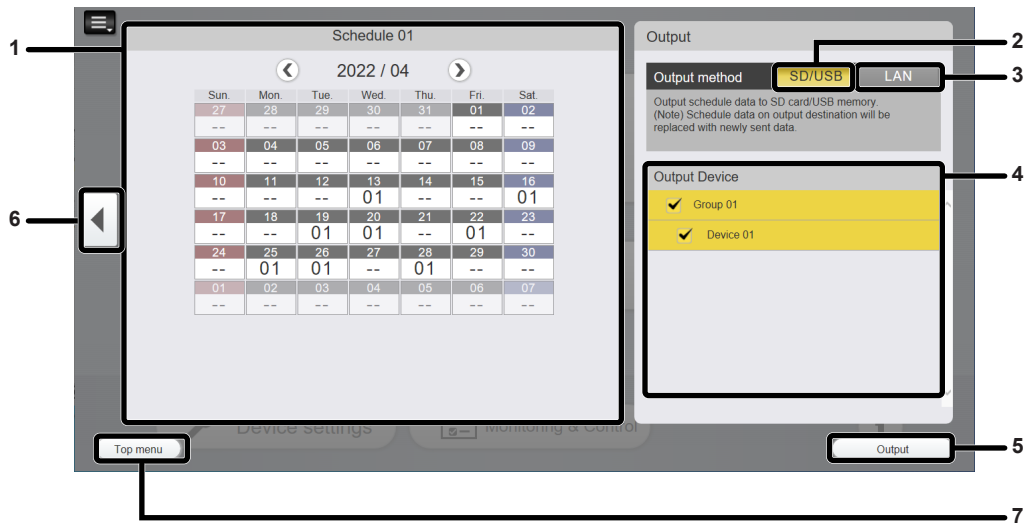 Schedule 01
2022 / 04
Sun. Mon. Tue. Wed. Thu. Fri. Sat.
27 28 29 30 31 01 02
-- -- -- -- -- -- --
03 04 05 06 07 08 09
-- -- -- -- -- -- --
10 11 12 13 14 15 16
-- -- -- 01 -- -- 01
17 18 19 20 21 22 23
-- -- 01 01 -- 01 --
24 25 26 27 28 29 30
-- 01 01 -- 01 -- --
01 02 03 04 05 06 07
-- -- -- -- -- -- --
Output
Output method SD/USB LAN
Output schedule data to SD card/USB memory.
(Note) Schedule data on output destination will be
replaced with newly sent data.
Output Device
Group 01
Device 01
Device settings
Monitoring & Control
Top menu
Output
1
2
3
4
5
6
7